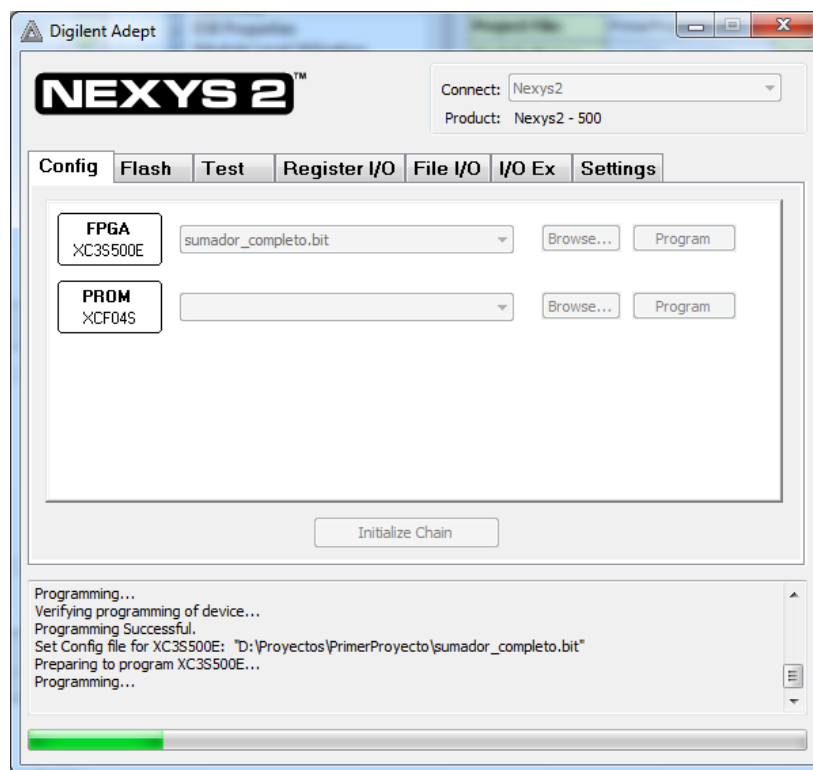 Digilent Adept
NEXYS 2™
Connect: Nexys2
Product: Nexys2 - 500
Config Flash Test Register I/O File I/O I/O Ex Settings
FPGA
XC3S500E
sumador_completo.bit Browse... Program
PROM
XCF04S
Browse... Program
Initialize Chain
Programming...
Verifying programming of device...
Programming Successful.
Set Config file for XC3S500E: "D:\Proyectos\PrimerProyecto\sumador_completo.bit"
Preparing to program XC3S500E...
Programming...